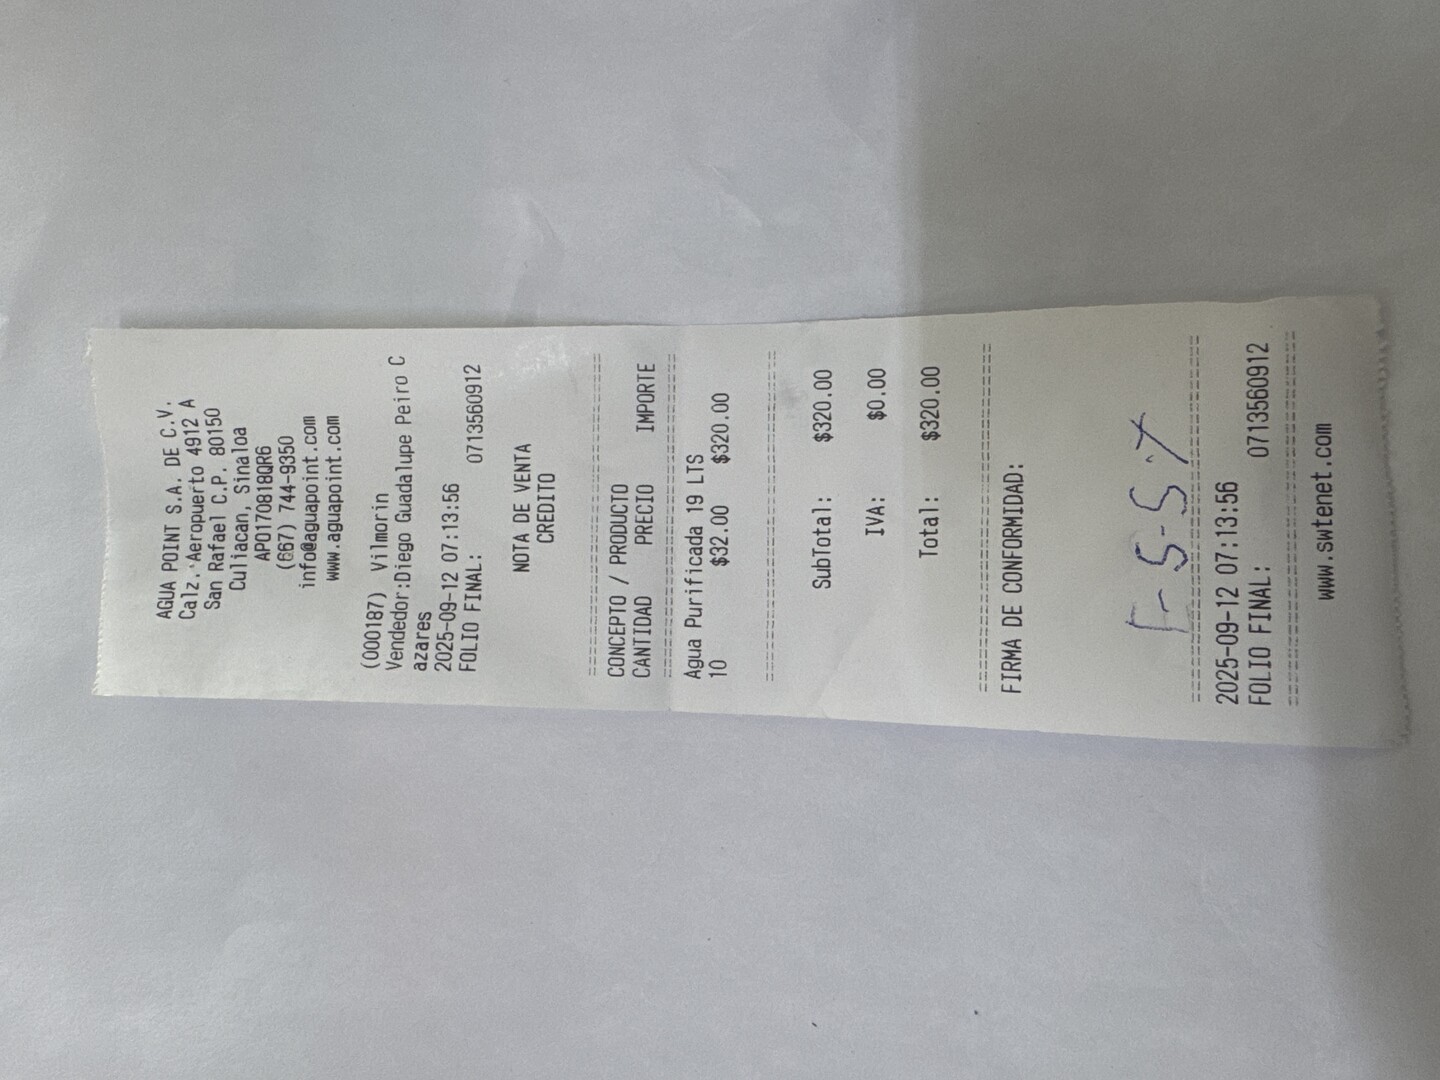 AGUA POINT S.A. DE C.V.
Calz. Aeropuerto 4912 A
San Rafael C.P. 80150
Culiacan, Sinaloa
APO170818QR6
(667) 744-9350
info@aguapoint.com
www.aguapoint.com
(000187) Vilmorin
Vendedor:Diego Guadalupe Peiro C
azares
2025-09-12 07:13:56
FOLIO FINAL: 0713560912
NOTA DE VENTA
CREDITO
CONCEPTO / PRODUCTO
CANTIDAD PRECIO IMPORTE
Agua Purificada 19 LTS
10 $32.00 $320.00
SubTotal: $320.00
IVA: $0.00
Total: $320.00
FIRMA DE CONFORMIDAD:
2025-09-12 07:13:56
FOLIO FINAL: 0713560912
www.swtenet.com